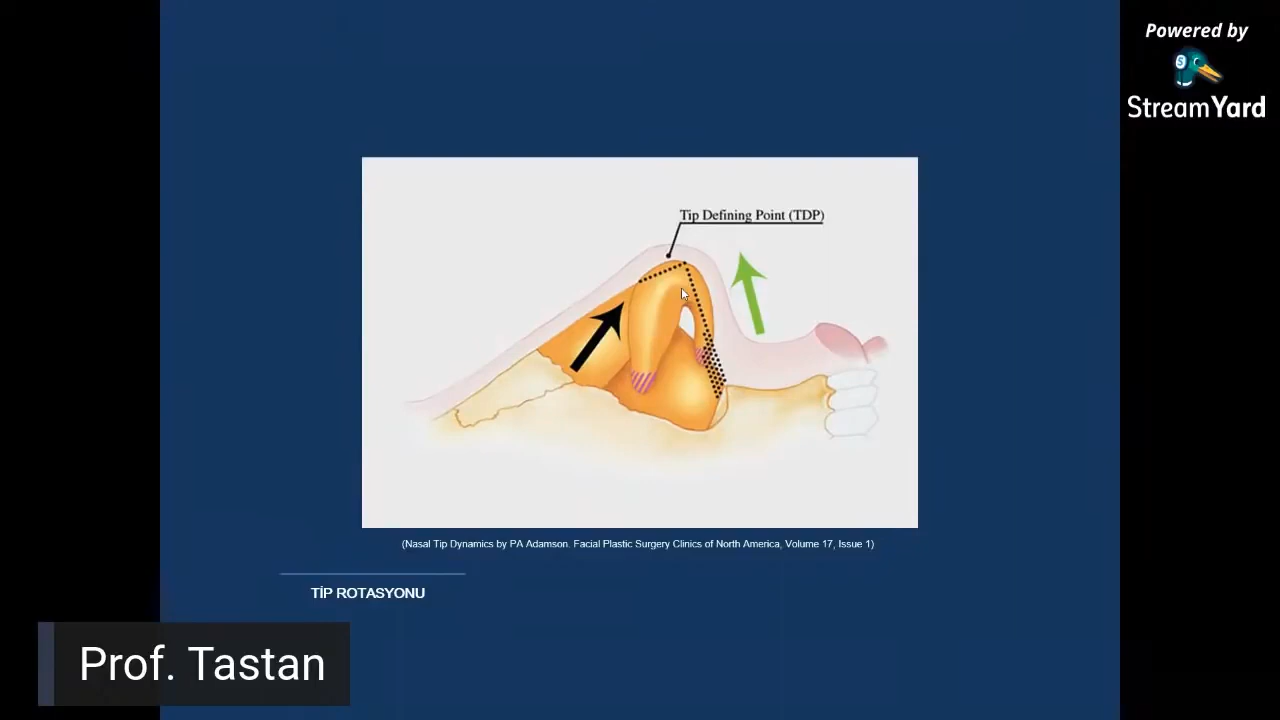 Powered by
StreamYard
Tip Defining Point (TDP)
(Nasal Tip Dynamics by PA Adamson. Facial Plastic Surgery Clinics of North America, Volume 17, Issue 1)
TİP ROTASYONU
Prof. Tastan